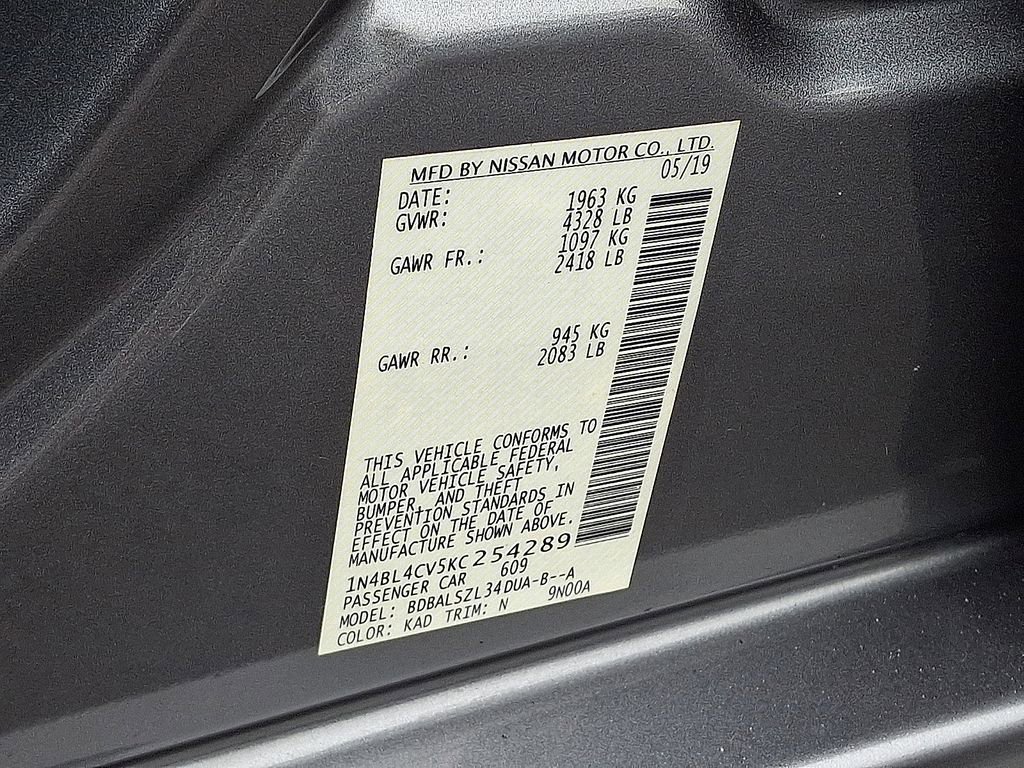 MFD BY NISSAN MOTOR CO., LTD.
DATE: 05/19
GVWR: 1963 KG
4328 LB
GAWR FR.: 1097 KG
2418 LB
GAWR RR.: 945 KG
2083 LB
THIS VEHICLE CONFORMS TO
ALL APPLICABLE FEDERAL
MOTOR VEHICLE SAFETY,
BUMPER, AND THEFT
PREVENTION STANDARDS IN
EFFECT ON THE DATE OF
MANUFACTURE SHOWN ABOVE.
1N4BL4CV5KC254289
PASSENGER CAR 609
MODEL: BDBALSZL34DUA-B--A
COLOR: KAD TRIM: N 9N00A